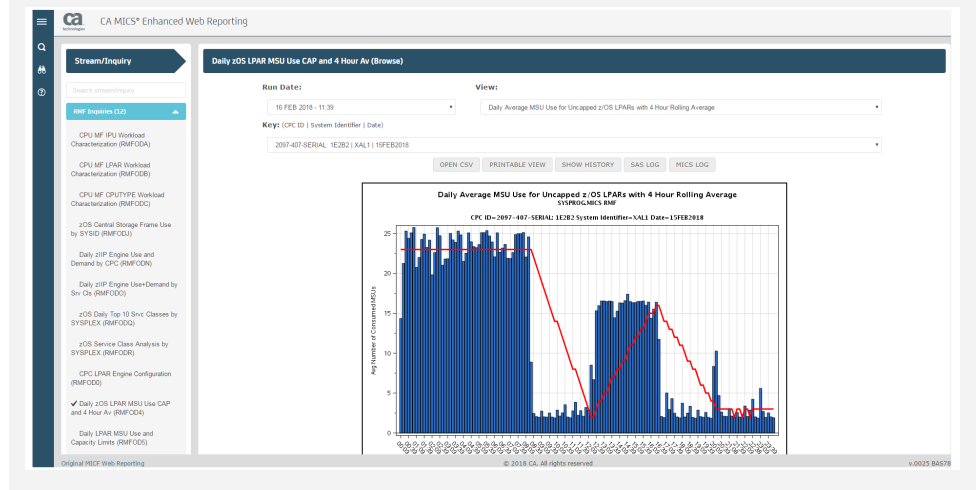 ca
technologies
CA MICS® Enhanced Web Reporting
Stream/Inquiry
Search stream/inquiry
RMF Inquiries (12)
CPU MF IPU Workload
Characterization (RMFODA)
CPU MF LPAR Workload
Characterization (RMFODB)
CPU MF CPUTYPE Workload
Characterization (RMFODC)
zOS Central Storage Frame Use
by SYSID (RMFODJ)
Daily zIIP Engine Use and
Demand by CPC (RMFODN)
Daily zIIP Engine Use+Demand by
Srv Cls (RMFODO)
zOS Daily Top 10 Srvc Classes by
SYSPLEX (RMFODQ)
zOS Service Class Analysis by
SYSPLEX (RMFODR)
CPC LPAR Engine Configuration
(RMFOD0)
Daily zOS LPAR MSU Use CAP
and 4 Hour Av (RMFOD4)
Daily LPAR MSU Use and
Capacity Limits (RMFOD5)
Daily zOS LPAR MSU Use CAP and 4 Hour Av (Browse)
Run Date:
16 FEB 2018 - 11:39
View:
Daily Average MSU Use for Uncapped z/OS LPARs with 4 Hour Rolling Average
Key: (CPC ID | System Identifier | Date)
2097-407-SERIAL: 1E2B2 | XAL1 | 15FEB2018
OPEN CSV
PRINTABLE VIEW
SHOW HISTORY
SAS LOG
MICS LOG
Daily Average MSU Use for Uncapped z/OS LPARs with 4 Hour Rolling Average
SYSPROG.MICS RMF
CPC ID=2097-407-SERIAL: 1E2B2 System Identifier=XAL1 Date=15FEB2018
Avg Number of Consumed MSUs
25
20
15
10
5
0
Original MICF Web Reporting
© 2018 CA. All rights reserved
v.0025 BAS78